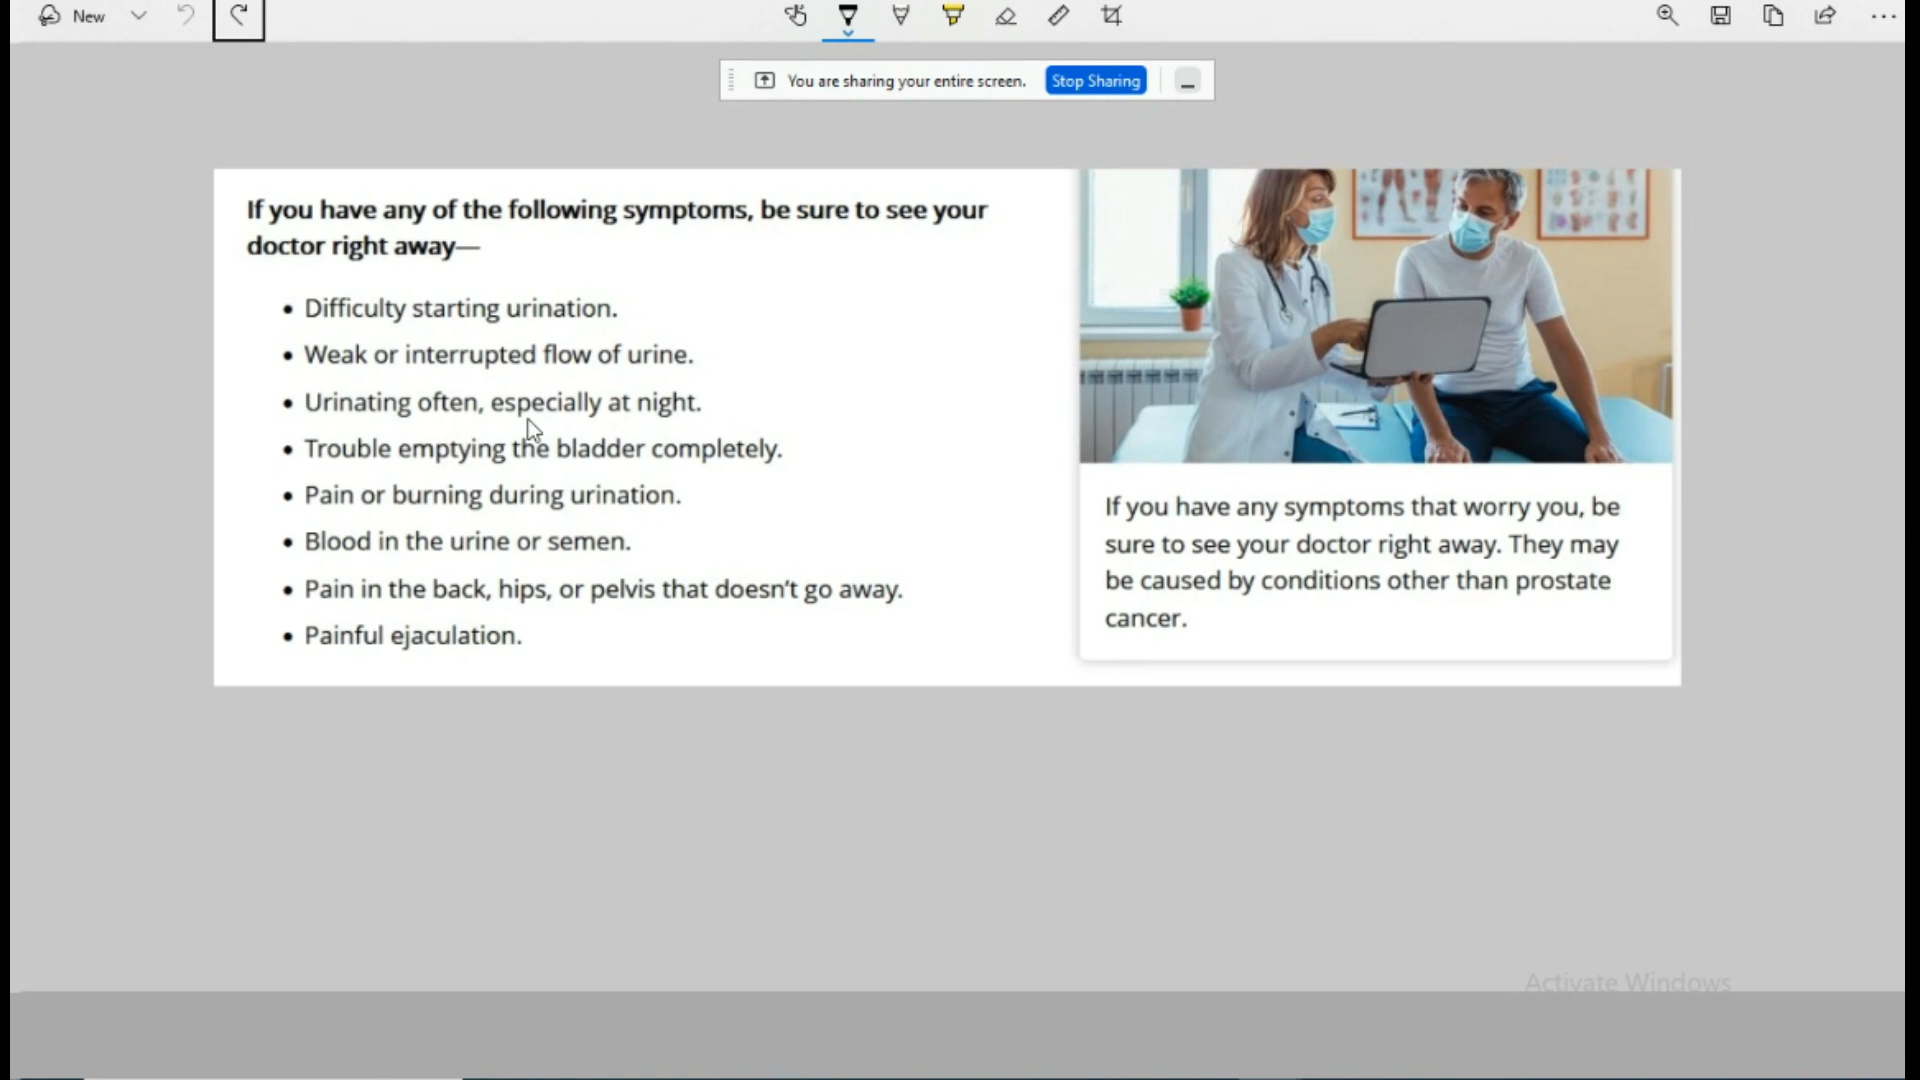 New
You are sharing your entire screen.
Stop Sharing
If you have any of the following symptoms, be sure to see your
doctor right away—
• Difficulty starting urination.
• Weak or interrupted flow of urine.
• Urinating often, especially at night.
• Trouble emptying the bladder completely.
• Pain or burning during urination.
• Blood in the urine or semen.
• Pain in the back, hips, or pelvis that doesn't go away.
• Painful ejaculation.
If you have any symptoms that worry you, be
sure to see your doctor right away. They may
be caused by conditions other than prostate
cancer.
Activate Windows